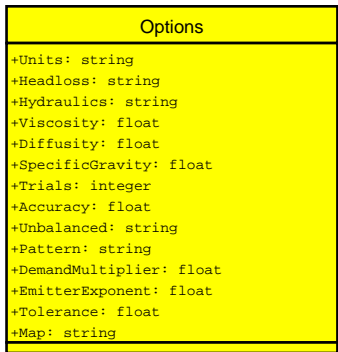 Options
+Units: string
+Headloss: string
+Hydraulics: string
+Viscosity: float
+Diffusity: float
+SpecificGravity: float
+Trials: integer
+Accuracy: float
+Unbalanced: string
+Pattern: string
+DemandMultiplier: float
+EmitterExponent: float
+Tolerance: float
+Map: string